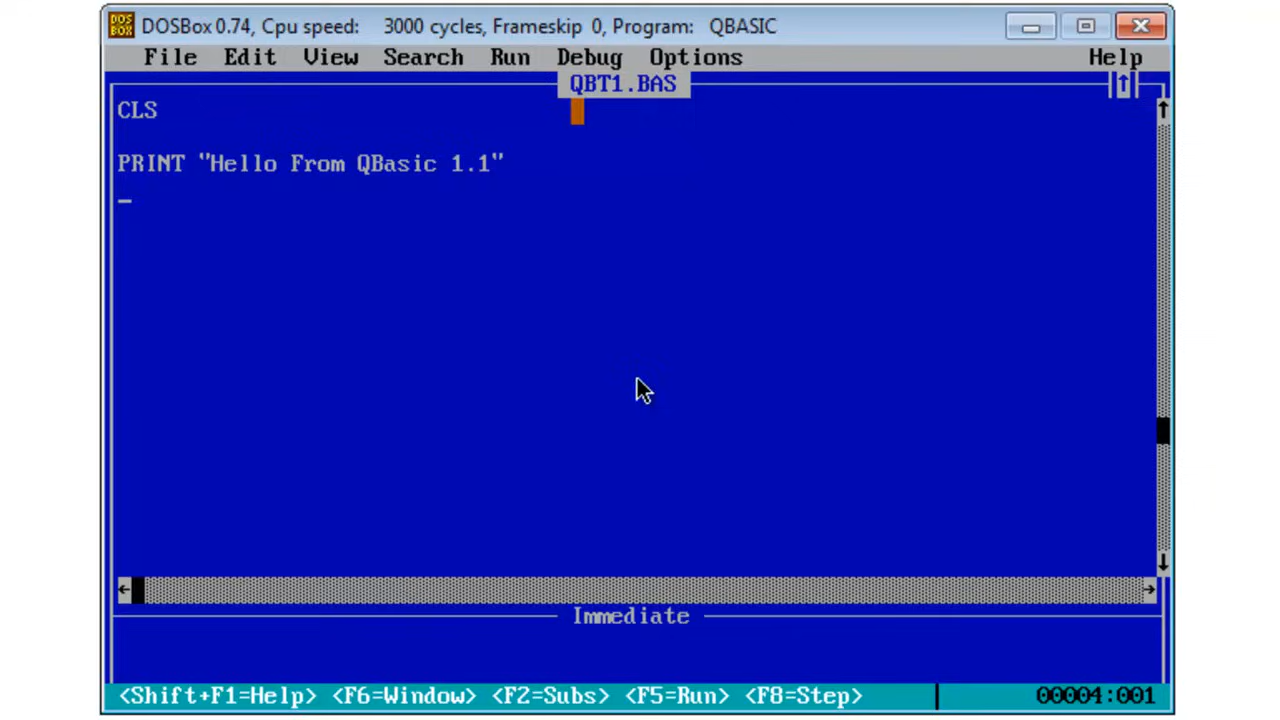 DOS BOX DOSBox 0.74, Cpu speed: 3000 cycles, Frameskip 0, Program: QBASIC
File Edit View Search Run Debug Options Help
QBT1.BAS
CLS
PRINT "Hello From QBasic 1.1"
Immediate
<Shift+F1=Help> <F6=Window> <F2=Subs> <F5=Run> <F8=Step> 00004:001